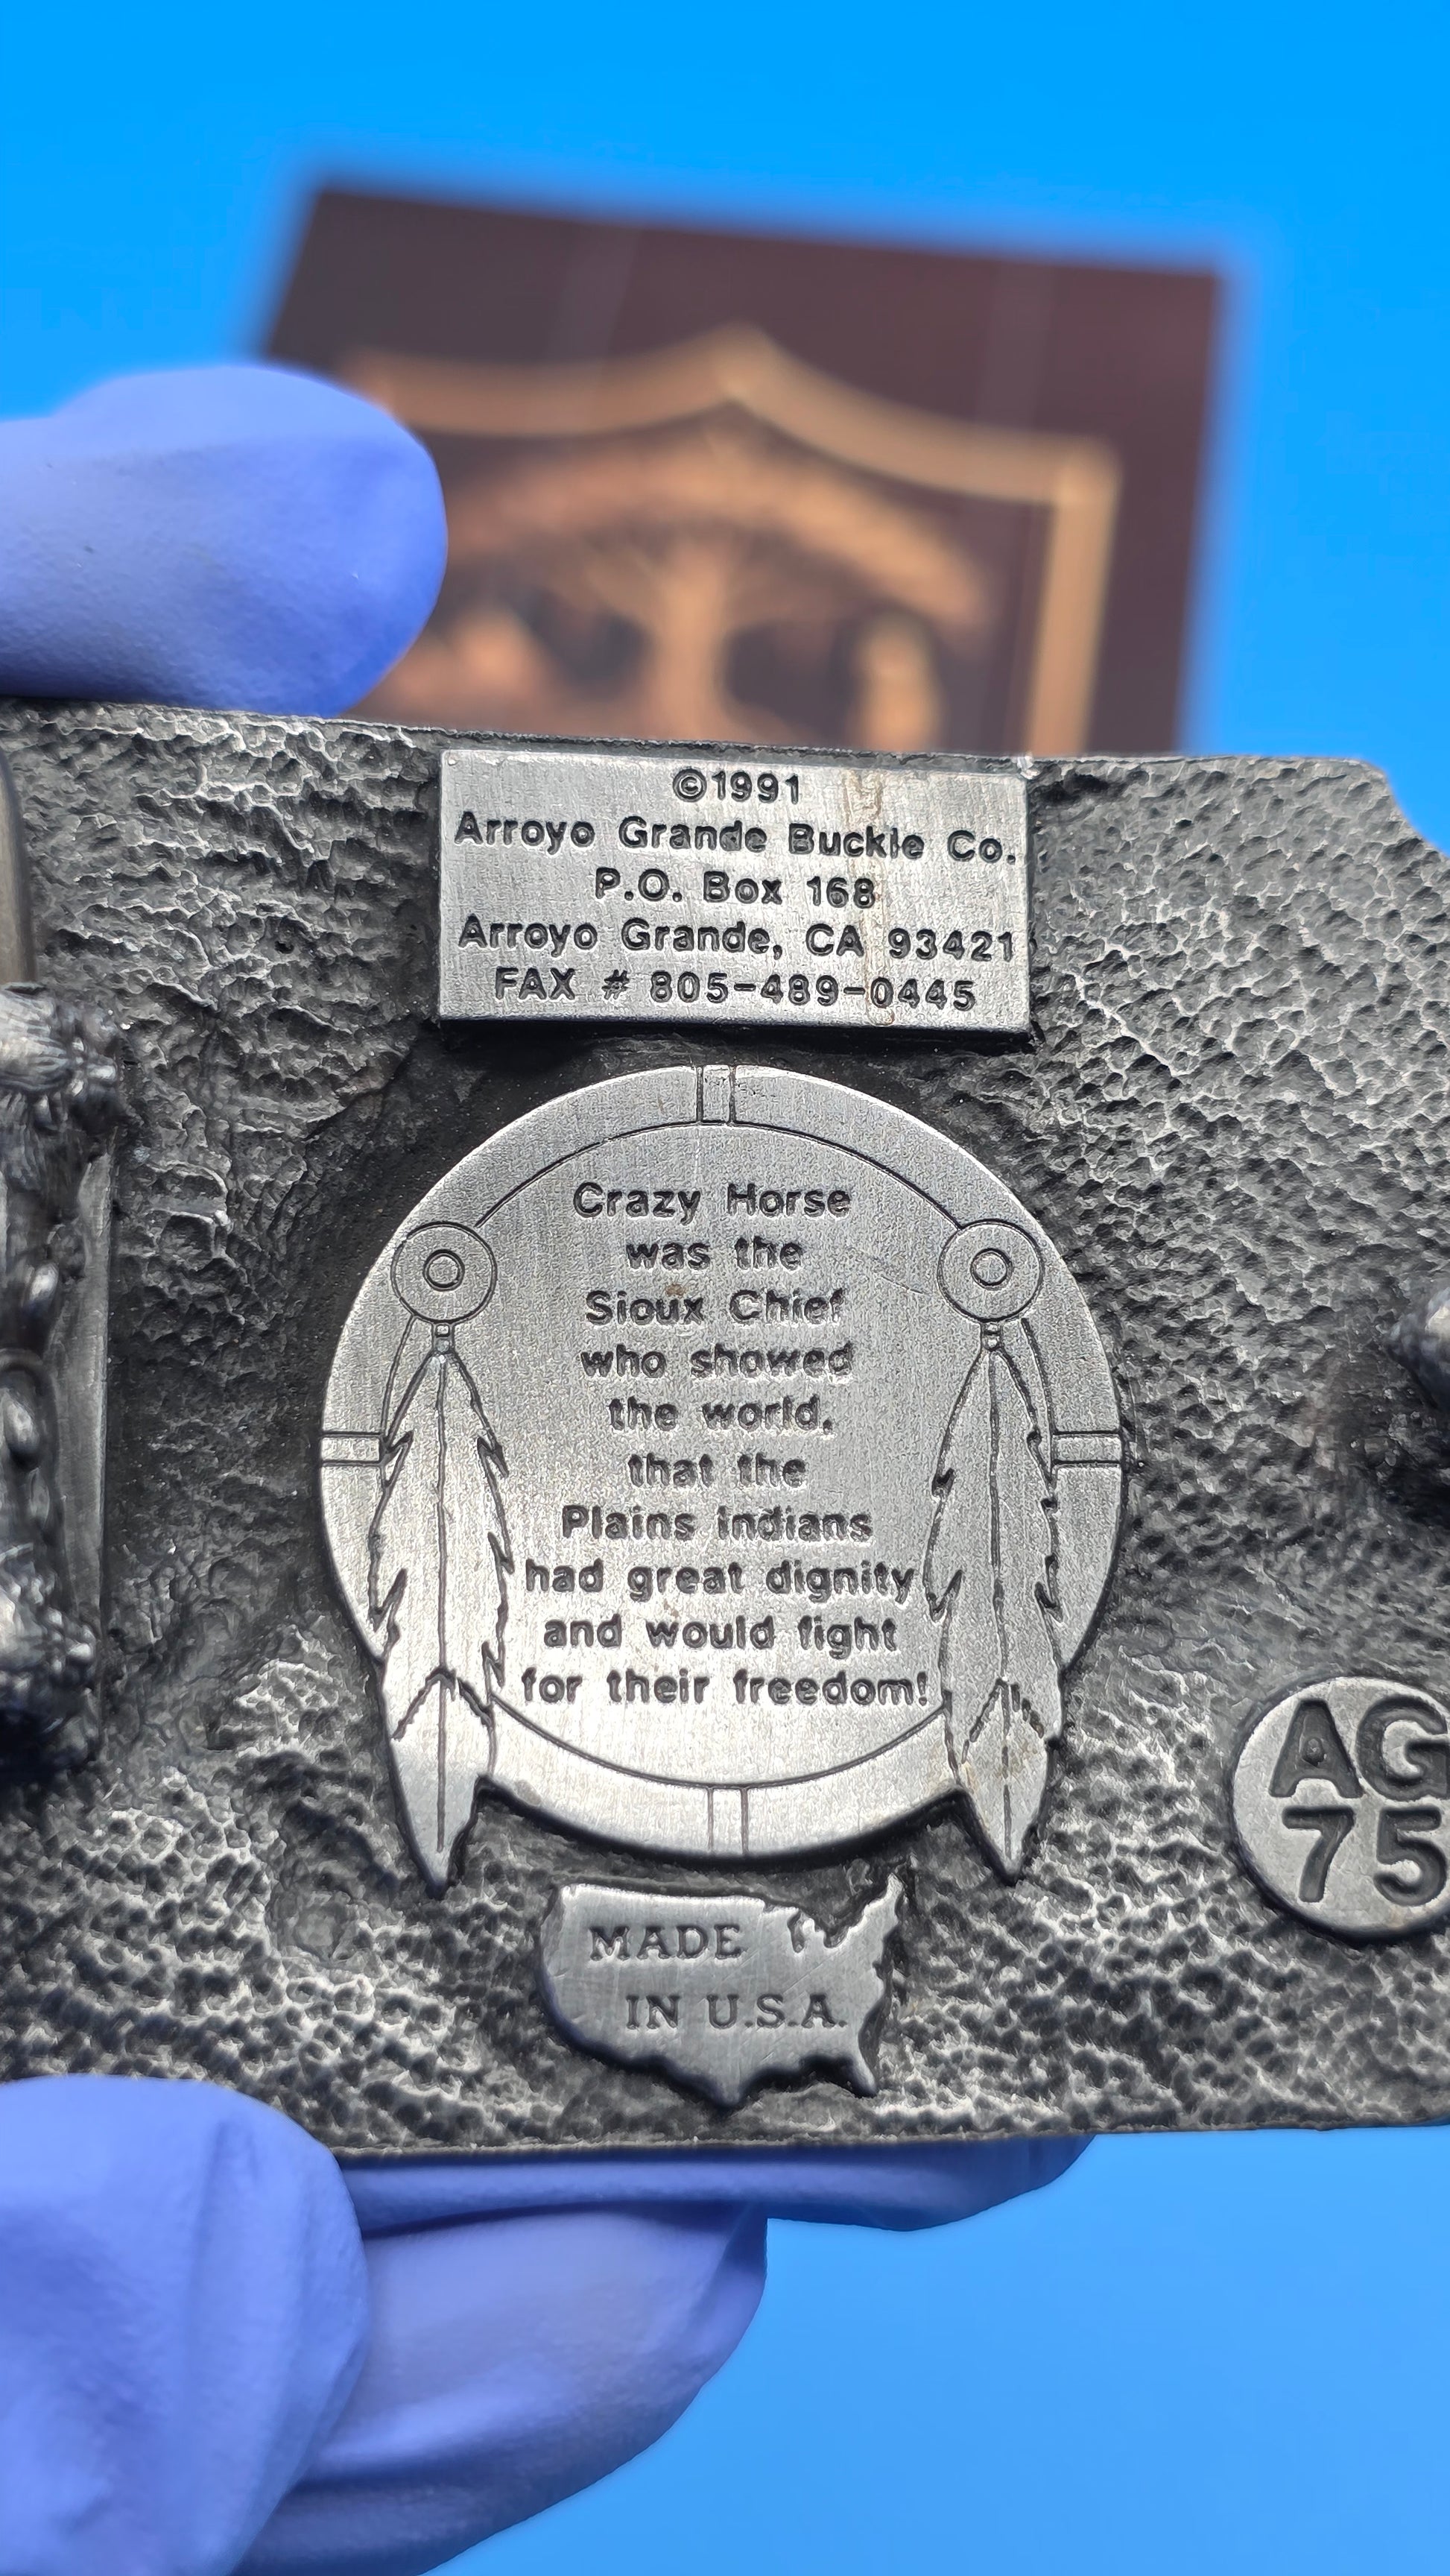 ©1991
Arroyo Grande Buckle Co.
P.O. Box 168
Arroyo Grande, CA 93421
FAX # 805-489-0445
Crazy Horse
was the
Sioux Chief
who showed
the world,
that the
Plains Indians
had great dignity
and would fight
for their freedom!
AG
75
MADE
IN U.S.A.